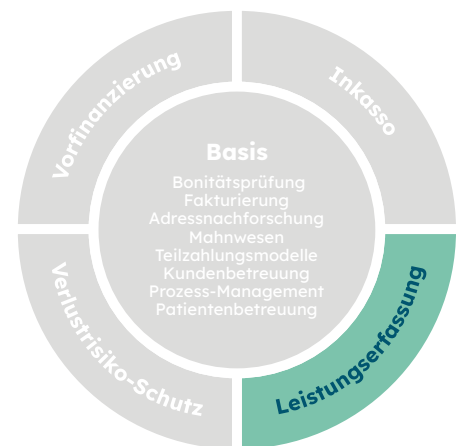 Vorfinanzierung
Inkasso
Basis
Bonitätsprüfung
Fakturierung
Adressnachforschung
Mahnwesen
Teilzahlungsmodelle
Kundenbetreuung
Prozess-Management
Patientenbetreuung
Verlustrisiko-Schutz
Leistungserfassung